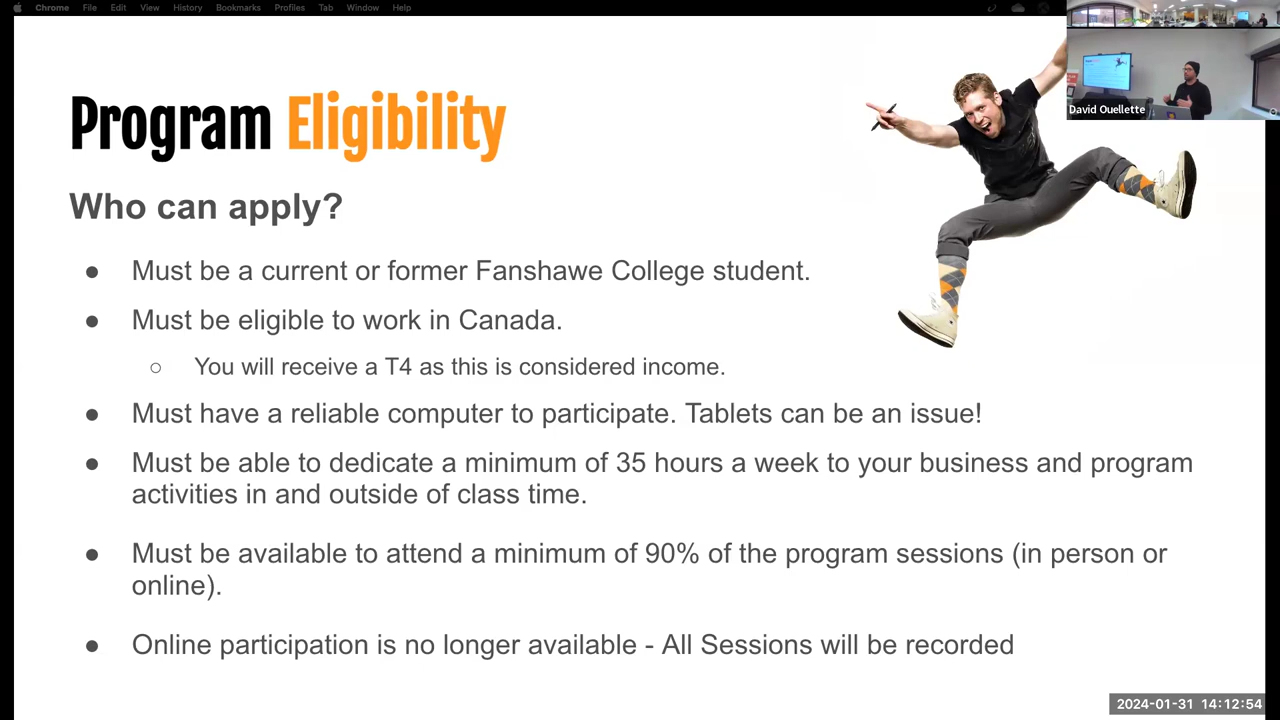 Chrome File Edit View History Bookmarks Profiles Tab Window Help
David Ouellette
Program Eligibility
Who can apply?
● Must be a current or former Fanshawe College student.
● Must be eligible to work in Canada.
○ You will receive a T4 as this is considered income.
● Must have a reliable computer to participate. Tablets can be an issue!
● Must be able to dedicate a minimum of 35 hours a week to your business and program
activities in and outside of class time.
● Must be available to attend a minimum of 90% of the program sessions (in person or
online).
● Online participation is no longer available - All Sessions will be recorded
2024-01-31 14:12:54